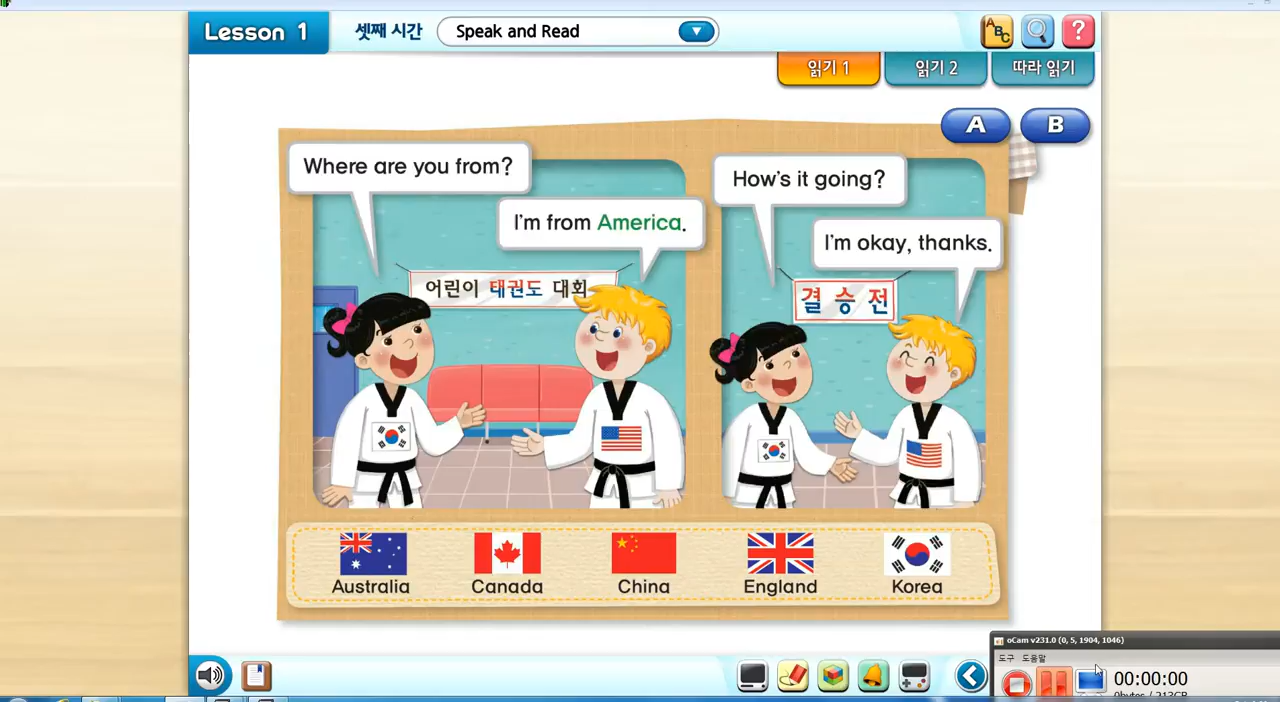 Lesson 1
셋째 시간
Speak and Read
A
B
C
?
읽기 1
읽기 2
따라 읽기
A
B
Where are you from?
I'm from America.
어린이 태권도 대회
How's it going?
I'm okay, thanks.
결 승 전
Australia
Canada
China
England
Korea
oCam v231.0 (0, 5, 1904, 1046)
도구 도움말
00:00:00
0bytes / 213GB